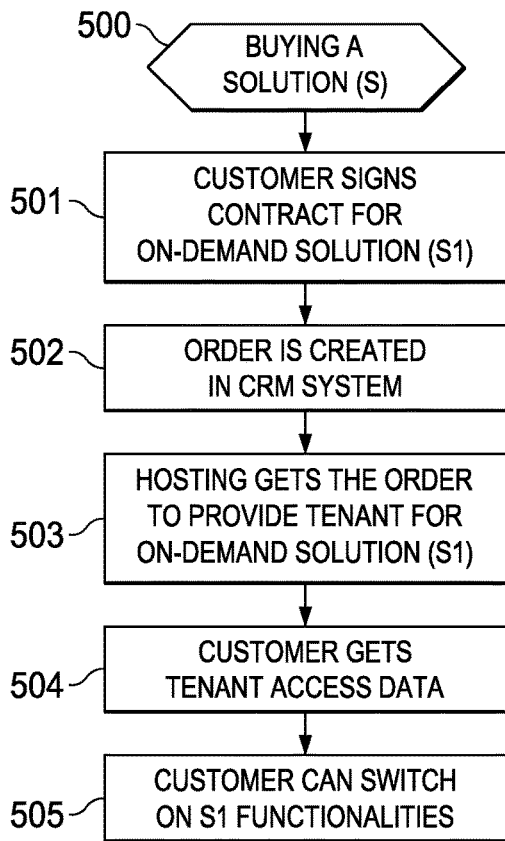 500
BUYING A
SOLUTION (S)
501
CUSTOMER SIGNS
CONTRACT FOR
ON-DEMAND SOLUTION (S1)
502
ORDER IS CREATED
IN CRM SYSTEM
503
HOSTING GETS THE ORDER
TO PROVIDE TENANT FOR
ON-DEMAND SOLUTION (S1)
504
CUSTOMER GETS
TENANT ACCESS DATA
505
CUSTOMER CAN SWITCH
ON S1 FUNCTIONALITIES